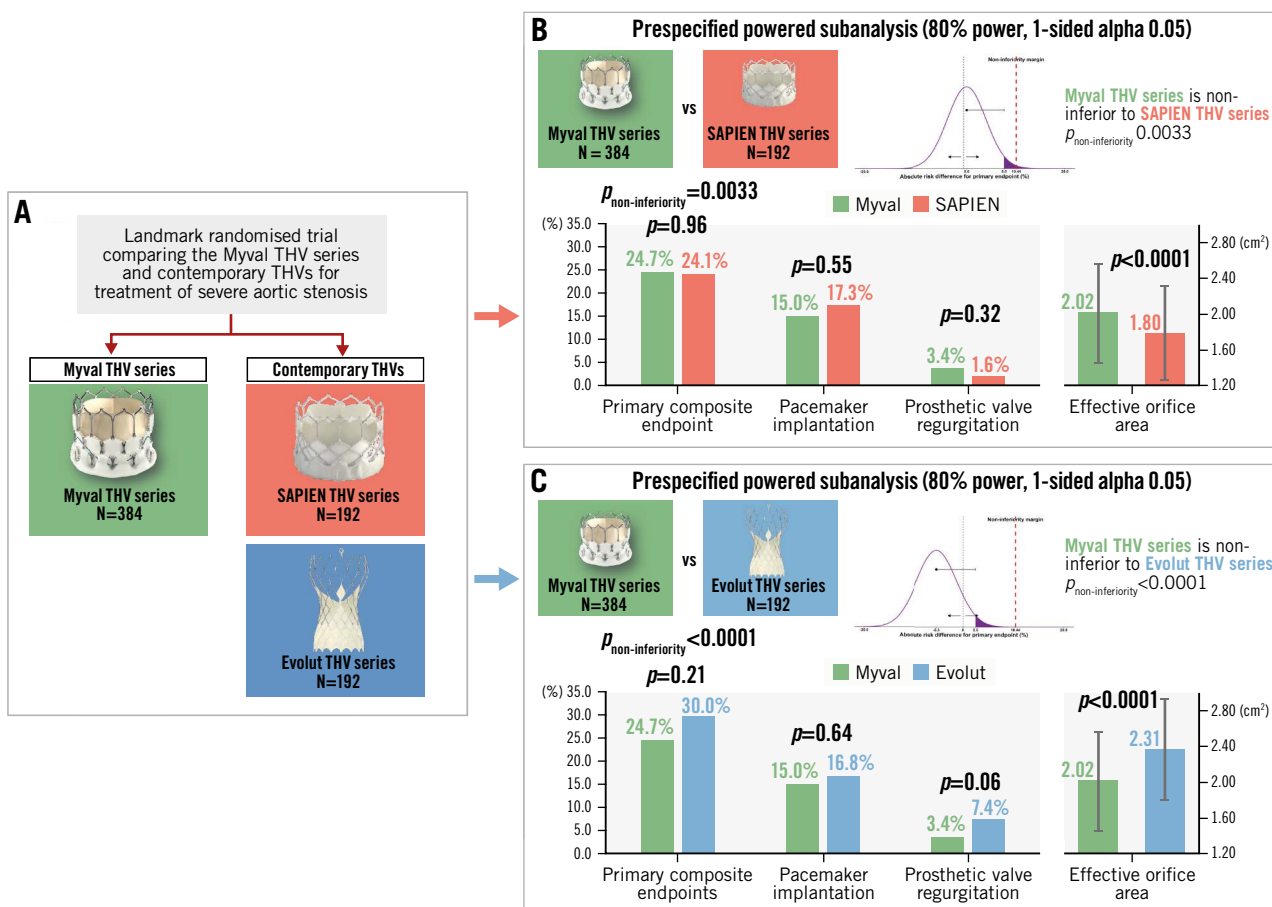 A
Landmark randomised trial
comparing the Myval THV series
and contemporary THVs for
treatment of severe aortic stenosis
Myval THV series
Contemporary THVs
Myval THV series
N=384
SAPIEN THV series
N=192
Evolut THV series
N=192
B
Prespecified powered subanalysis (80% power, 1-sided alpha 0.05)
Myval THV series
N = 384
vs
SAPIEN THV series
N=192
Non-inferiority margin
Absolute risk difference for primary endpoint (%)
Myval THV series is non-
inferior to SAPIEN THV series
p non-inferiority 0.0033
p non-inferiority=0.0033
Myval
SAPIEN
(%)
35.0
30.0
25.0
20.0
15.0
10.0
5.0
0.0
p=0.96
24.7%
24.1%
p=0.55
15.0%
17.3%
p=0.32
3.4%
1.6%
p<0.0001
2.02
1.80
2.80 (cm²)
2.40
2.00
1.60
1.20
Primary composite
endpoint
Pacemaker
implantation
Prosthetic valve
regurgitation
Effective orifice
area
C
Prespecified powered subanalysis (80% power, 1-sided alpha 0.05)
Myval THV series
N=384
vs
Evolut THV series
N=192
Non-inferiority margin
Absolute risk difference for primary endpoint (%)
Myval THV series is non-
inferior to Evolut THV series
p non-inferiority<0.0001
p non-inferiority<0.0001
Myval
Evolut
(%)
35.0
30.0
25.0
20.0
15.0
10.0
5.0
0.0
p=0.21
24.7%
30.0%
p=0.64
15.0%
16.8%
p=0.06
3.4%
7.4%
p<0.0001
2.02
2.31
2.80 (cm²)
2.40
2.00
1.60
1.20
Primary composite
endpoints
Pacemaker
implantation
Prosthetic valve
regurgitation
Effective orifice
area